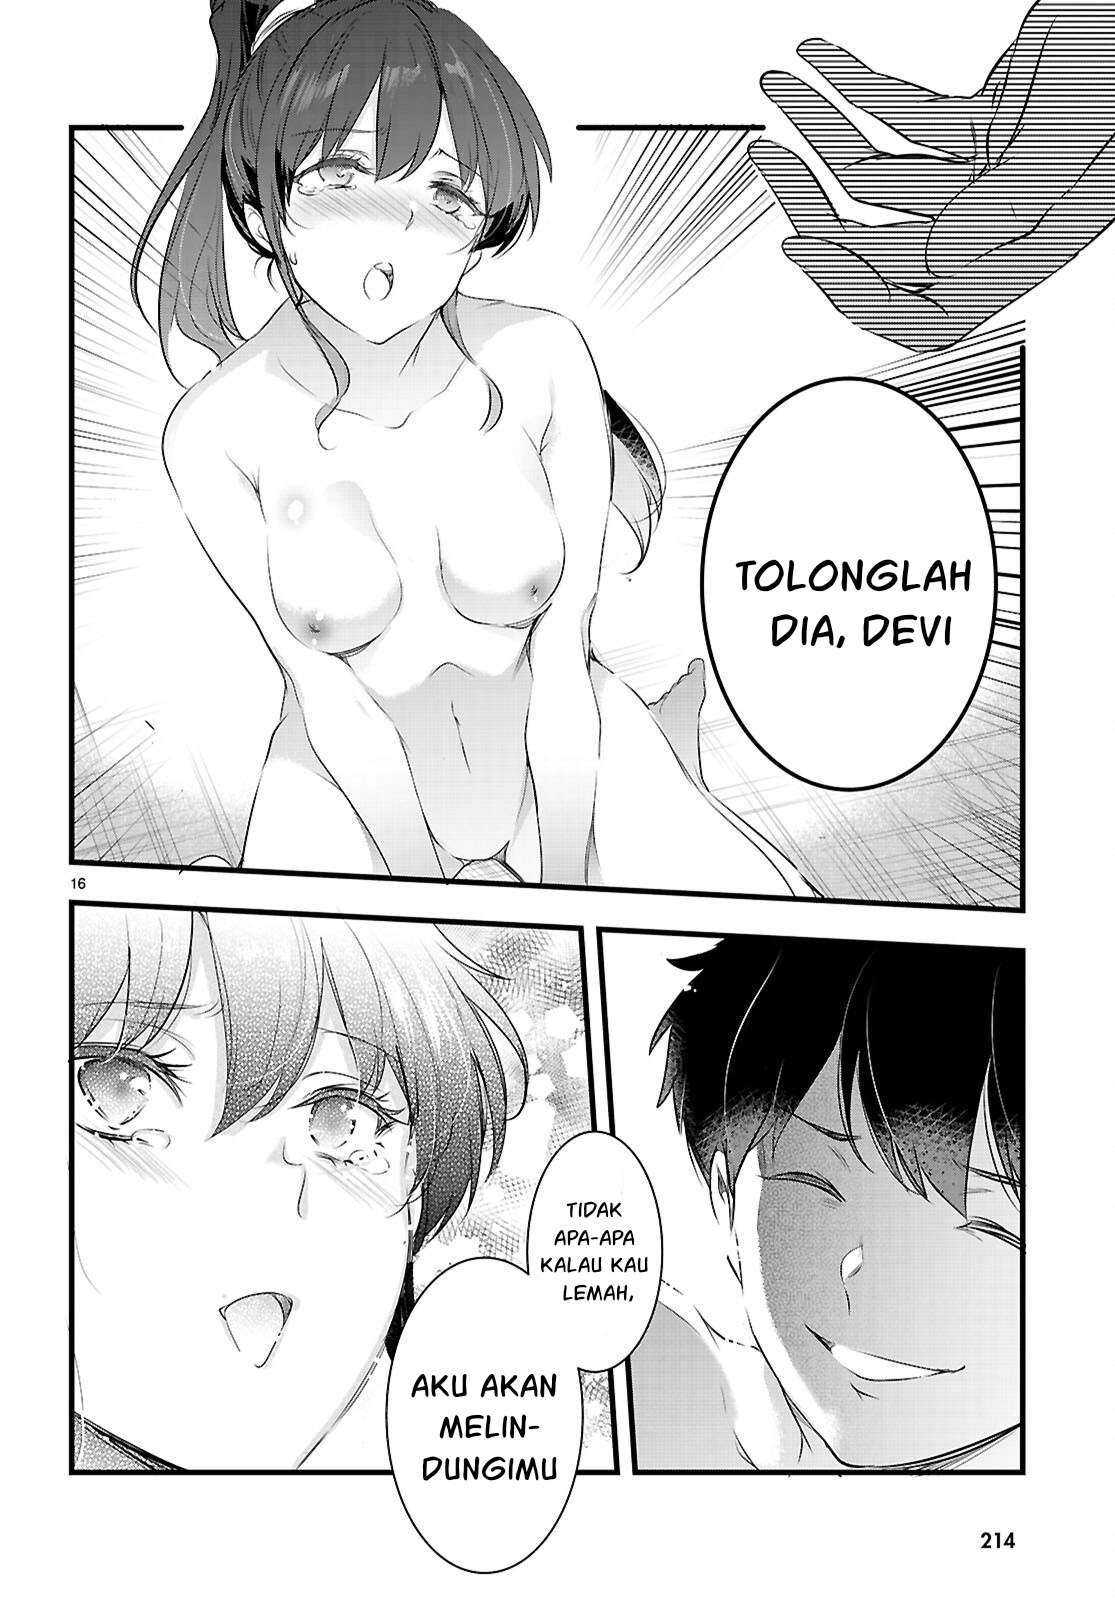 TOLONGLAH
DIA, DEVI
16
TIDAK
APA-APA
KALAU KAU
LEMAH,
AKU AKAN
MELIN-
DUNGIMU
214